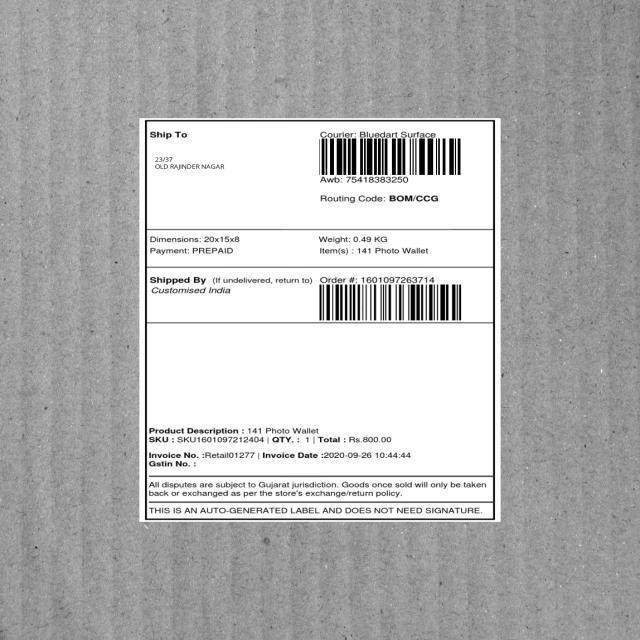 Ship To
23/37
OLD RAJINDER NAGAR
Courier: Bluedart Surface
Awb: 75418383250
Routing Code: BOM/CCG
Dimensions: 20x15x8
Payment: PREPAID
Weight: 0.49 KG
Item(s) : 141 Photo Wallet
Shipped By (If undelivered, return to)
Customised India
Order #: 1601097263714
Product Description : 141 Photo Wallet
SKU : SKU1601097212404 | QTY. : 1 | Total : Rs.800.00
Invoice No. :Retail01277 | Invoice Date :2020-09-26 10:44:44
Gstin No. :
All disputes are subject to Gujarat jurisdiction. Goods once sold will only be taken
back or exchanged as per the store's exchange/return policy.
THIS IS AN AUTO-GENERATED LABEL AND DOES NOT NEED SIGNATURE.